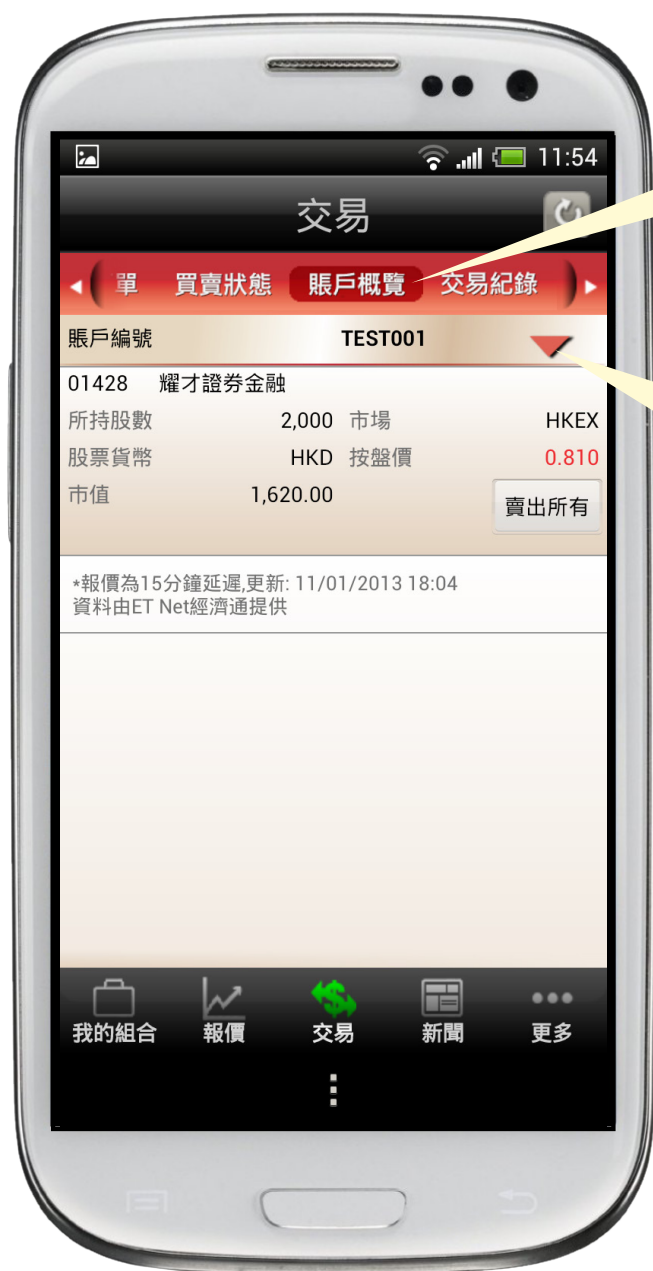 11:54
交易
單 買賣狀態 賬戶概覽 交易紀錄
賬戶編號 TEST001
01428 耀才證券金融
所持股數 2,000 市場 HKEX
股票貨幣 HKD 按盤價 0.810
市值 1,620.00 賣出所有
*報價為15分鐘延遲,更新: 11/01/2013 18:04
資料由ET Net經濟通提供
我的組合 報價 交易 新聞 更多